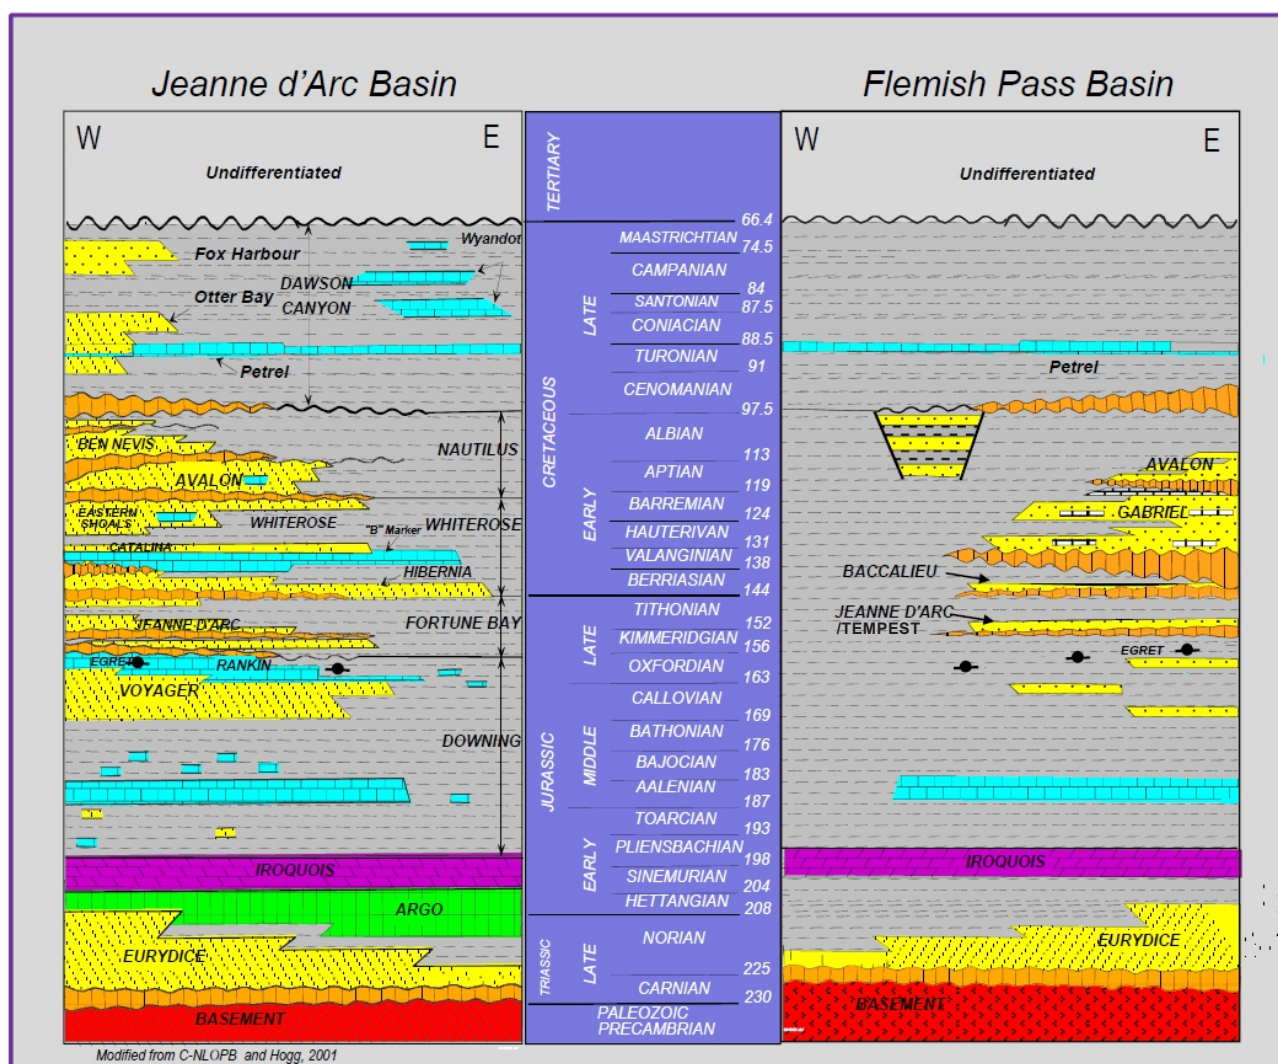 Jeanne d'Arc Basin
Flemish Pass Basin
W
E
Undifferentiated
Fox Harbour
Wyandot
DAWSON
CANYON
Otter Bay
Petrel
BEN NEVIS
NAUTILUS
AVALON
EASTERN
SHOALS
WHITEROSE
"B" Marker
WHITEROSE
CATALINA
HIBERNIA
JEANNE D'ARC
FORTUNE BAY
EGRET
RANKIN
VOYAGER
DOWNING
IROQUOIS
ARGO
EURYDICE
BASEMENT
Modified from C-NLOPB and Hogg, 2001
TERTIARY
66.4
CRETACEOUS
LATE
MAASTRICHTIAN
74.5
CAMPANIAN
84
SANTONIAN
87.5
CONIACIAN
88.5
TURONIAN
91
CENOMANIAN
97.5
EARLY
ALBIAN
113
APTIAN
119
BARREMIAN
124
HAUTERIVAN
131
VALANGINIAN
138
BERRIASIAN
144
JURASSIC
LATE
TITHONIAN
152
KIMMERIDGIAN
156
OXFORDIAN
163
MIDDLE
CALLOVIAN
169
BATHONIAN
176
BAJOCIAN
183
AALENIAN
187
EARLY
TOARCIAN
193
PLIENSBACHIAN
198
SINEMURIAN
204
HETTANGIAN
208
TRIASSIC
LATE
NORIAN
225
CARNIAN
230
PALEOZOIC
PRECAMBRIAN
W
E
Undifferentiated
Petrel
AVALON
GABRIEL
BACCALIEU
JEANNE D'ARC
/TEMPEST
EGRET
IROQUOIS
EURYDICE
BASEMENT